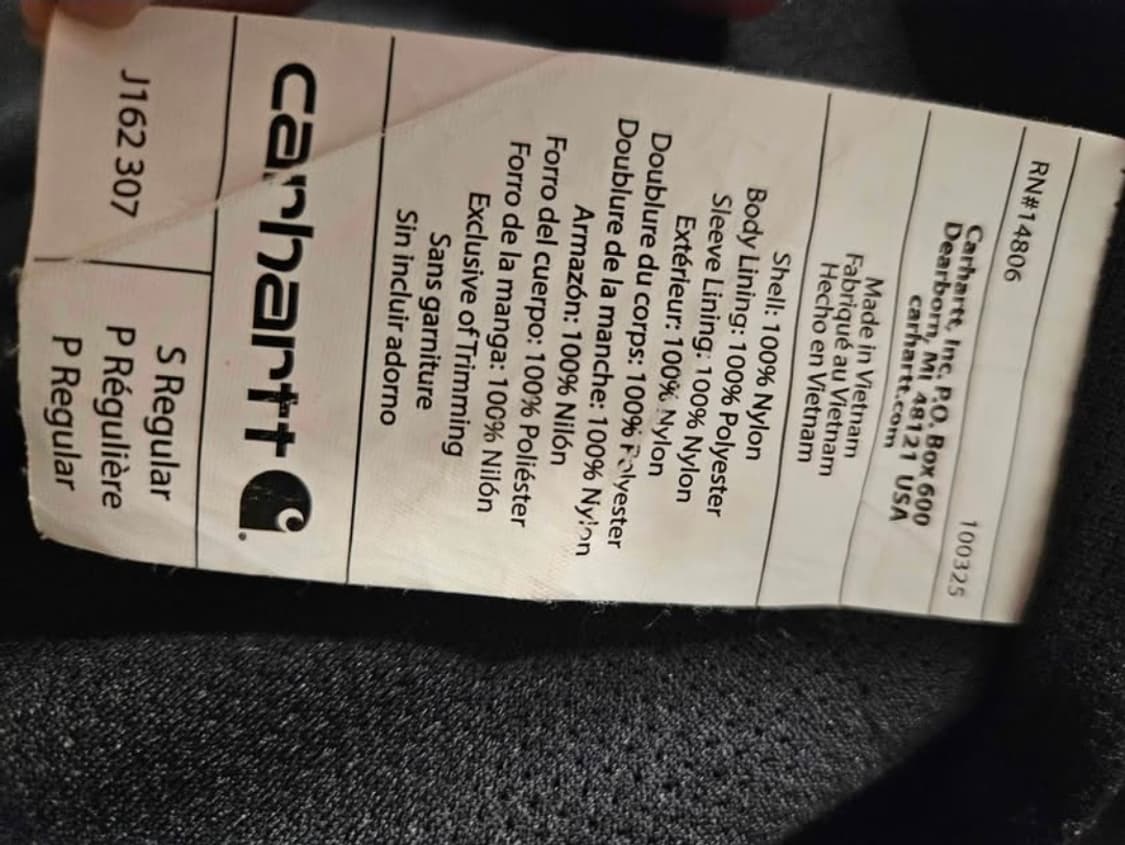 RN#14806 100325
Carhartt, Inc. P.O. Box 600
Dearborn, MI 48121 USA
carhartt.com
Made in Vietnam
Fabriqué au Vietnam
Hecho en Vietnam
Shell: 100% Nylon
Body Lining: 100% Polyester
Sleeve Lining: 100% Nylon
Extérieur: 100% Nylon
Doublure du corps: 100% Polyester
Doublure de la manche: 100% Nylon
Armazón: 100% Nilón
Forro del cuerpo: 100% Poliéster
Forro de la manga: 100% Nilón
Exclusive of Trimming
Sans garniture
Sin incluir adorno
carhartt
J162 307
S Regular
P Régulière
P Regular